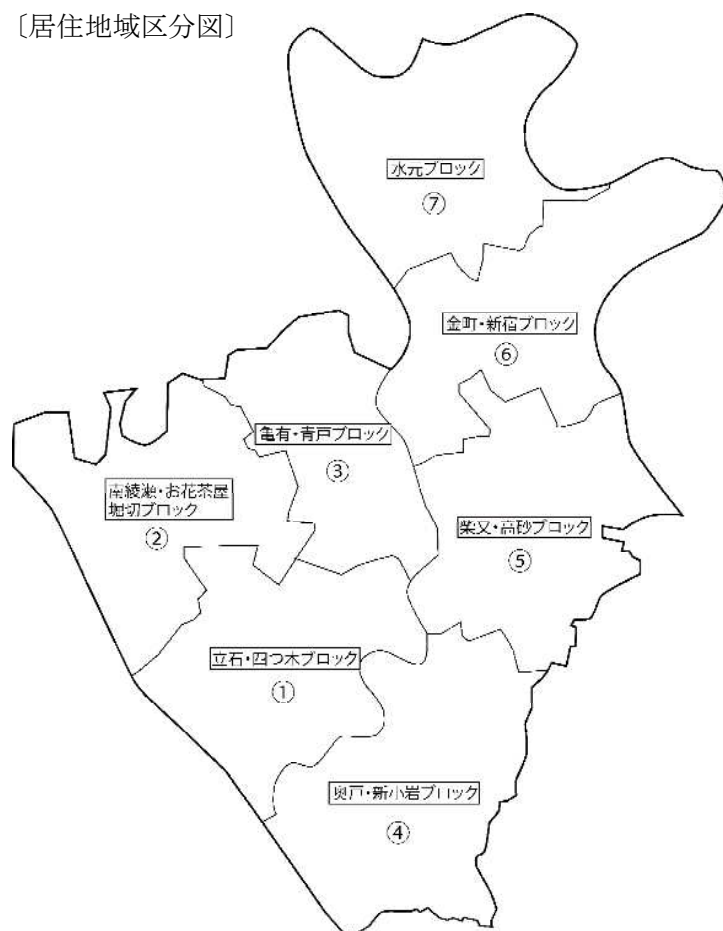 〔居住地域区分図〕
水元ブロック
⑦
金町・新宿ブロック
⑥
亀有・青戸ブロック
③
南綾瀬・お花茶屋
堀切ブロック
②
柴又・高砂ブロック
⑤
立石・四つ木ブロック
①
奥戸・新小岩ブロック
④